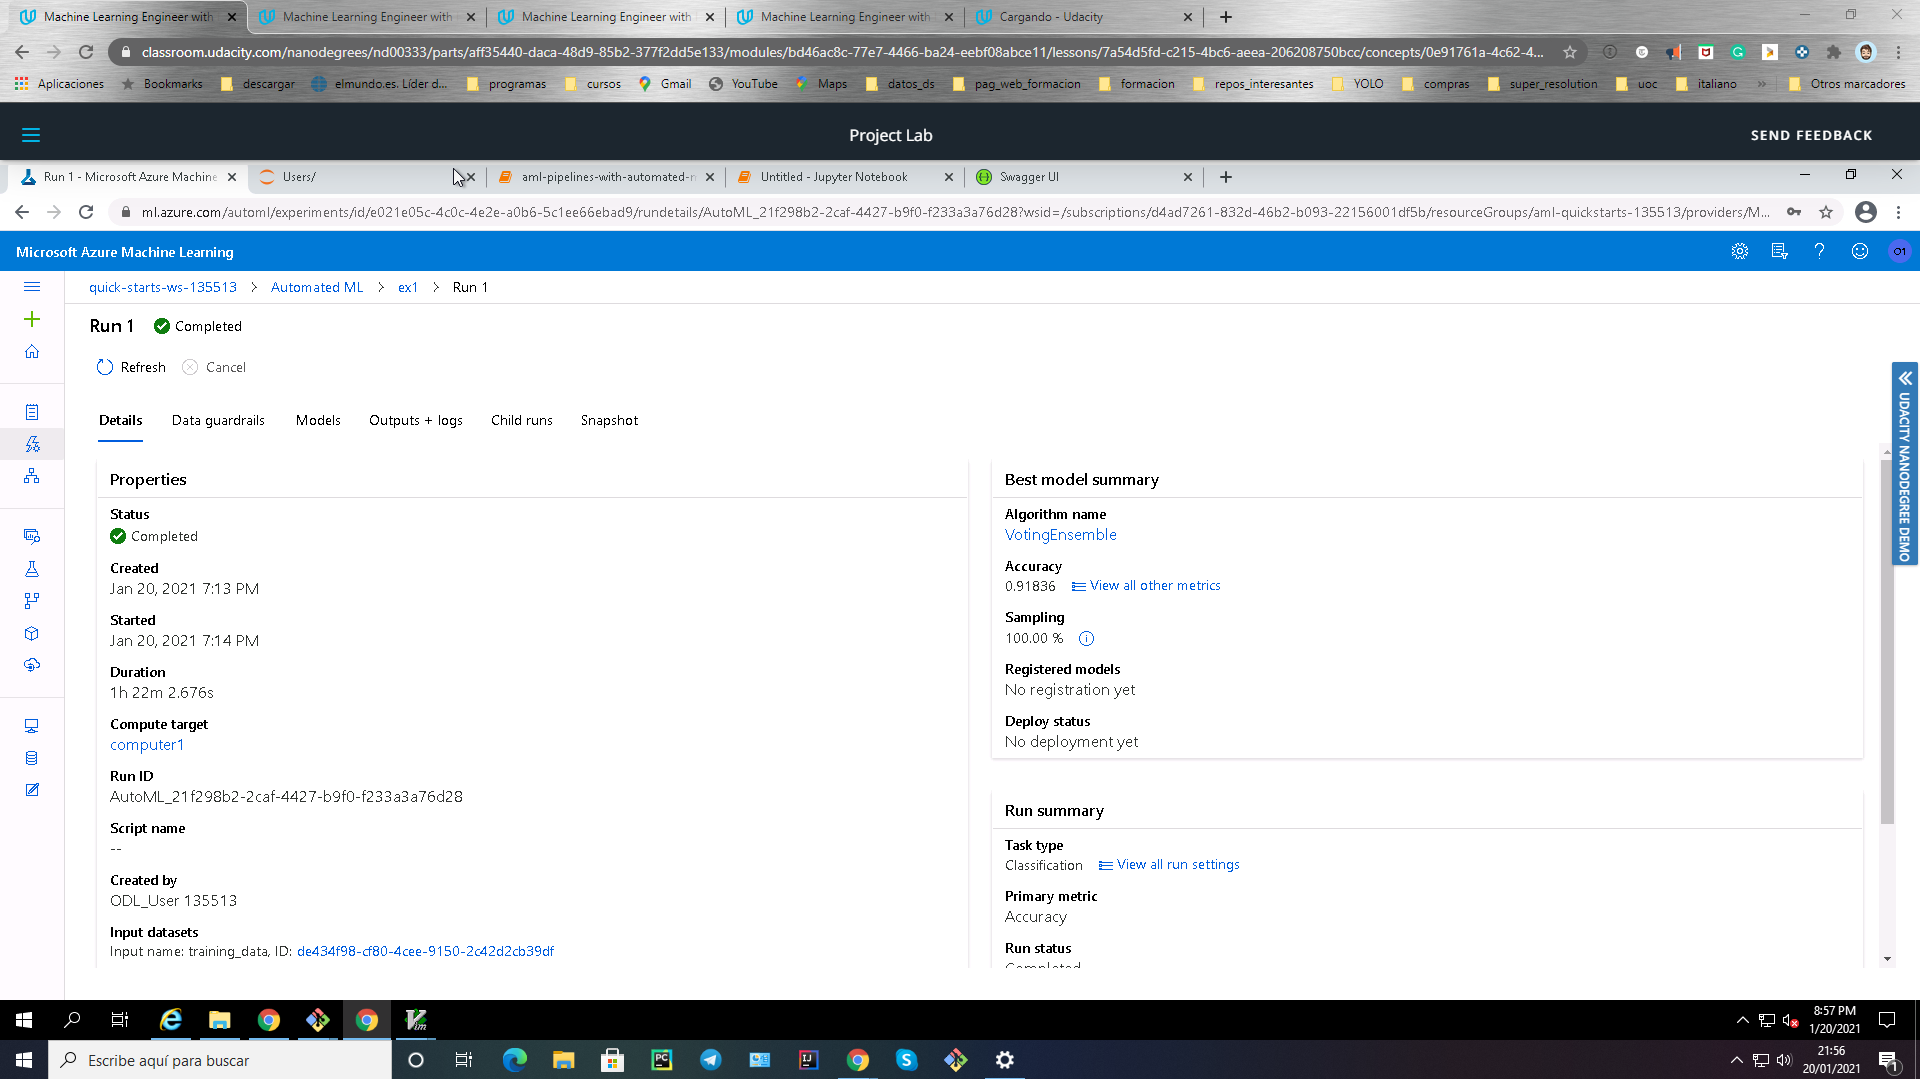 Machine Learning Engineer with
Machine Learning Engineer with
Machine Learning Engineer with
Machine Learning Engineer with
Cargando - Udacity
classroom.udacity.com/nanodegrees/nd00333/parts/aff35440-daca-48d9-85b2-377f2dd5e133/modules/bd46ac8c-77e7-4466-ba24-eebf08abce11/lessons/7a54d5fd-c215-4bc6-aeea-206208750bcc/concepts/0e91761a-4c62-4...
Aplicaciones
Bookmarks
descargar
elmundo.es. Líder d...
programas
cursos
Gmail
YouTube
Maps
datos_ds
pag_web_formacion
formacion
repos_interesantes
YOLO
compras
super_resolution
uoc
italiano
»
Otros marcadores
Project Lab
SEND FEEDBACK
Run 1 - Microsoft Azure Machine
Users/
aml-pipelines-with-automated-n
Untitled - Jupyter Notebook
Swagger UI
ml.azure.com/automl/experiments/id/e021e05c-4c0c-4e2e-a0b6-5c1ee66ebad9/rundetails/AutoML_21f298b2-2caf-4427-b9f0-f233a3a76d28?wsid=/subscriptions/d4ad7261-832d-46b2-b093-22156001df5b/resourceGroups/aml-quickstarts-135513/providers/M...
Microsoft Azure Machine Learning
O1
quick-starts-ws-135513 > Automated ML > ex1 > Run 1
Run 1 Completed
Refresh Cancel
Details
Data guardrails
Models
Outputs + logs
Child runs
Snapshot
UDACITY NANODEGREE DEMO
Properties
Status
Completed
Created
Jan 20, 2021 7:13 PM
Started
Jan 20, 2021 7:14 PM
Duration
1h 22m 2.676s
Compute target
computer1
Run ID
AutoML_21f298b2-2caf-4427-b9f0-f233a3a76d28
Script name
--
Created by
ODL_User 135513
Input datasets
Input name: training_data, ID: de434f98-cf80-4cee-9150-2c42d2cb39df
Best model summary
Algorithm name
VotingEnsemble
Accuracy
0.91836 View all other metrics
Sampling
100.00 %
Registered models
No registration yet
Deploy status
No deployment yet
Run summary
Task type
Classification View all run settings
Primary metric
Accuracy
Run status
Completed
8:57 PM
1/20/2021
Escribe aquí para buscar
21:56
20/01/2021
1